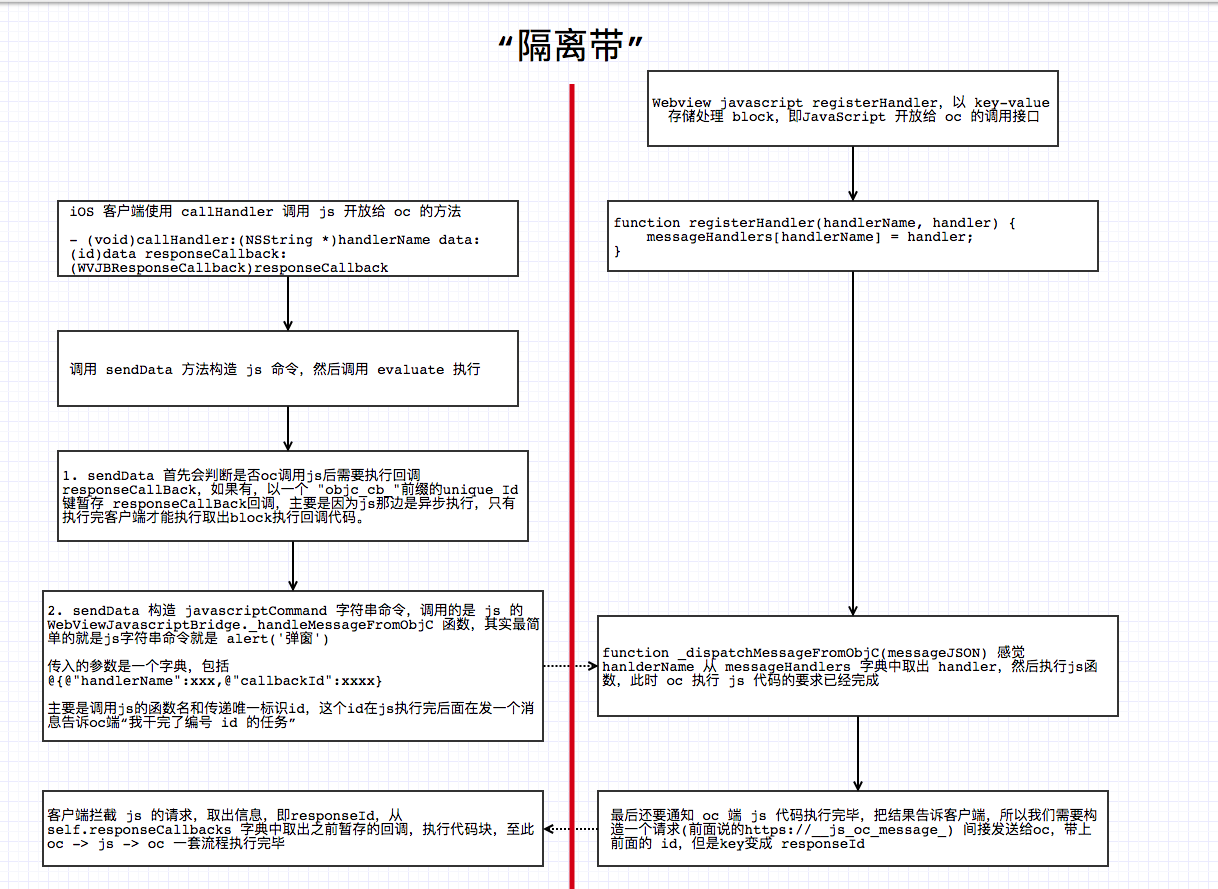 “隔离带”
Webview javascript registerHandler，以 key-value
存储处理 block，即JavaScript 开放给 oc 的调用接口
iOS 客户端使用 callHandler 调用 js 开放给 oc 的方法
- (void)callHandler:(NSString *)handlerName data:
(id)data responseCallback:
(WVJBResponseCallback)responseCallback
function registerHandler(handlerName, handler) {
messageHandlers[handlerName] = handler;
}
调用 sendData 方法构造 js 命令，然后调用 evaluate 执行
1. sendData 首先会判断是否oc调用js后需要执行回调
responseCallBack，如果有，以一个 "objc_cb_"前缀的unique Id
键暂存 responseCallBack回调，主要是因为js那边是异步执行，只有
执行完客户端才能执行取出block执行回调代码。
2. sendData 构造 javascriptCommand 字符串命令，调用的是 js 的
WebViewJavascriptBridge._handleMessageFromObjC 函数，其实最简
单的就是js字符串命令就是 alert('弹窗')
传入的参数是一个字典，包括
@{@"handlerName":xxx,@"callbackId":xxxx}
主要是调用js的函数名和传递唯一标识id，这个id在js执行完后面在发一个消
息告诉oc端“我干完了编号 id 的任务”
function _dispatchMessageFromObjC(messageJSON) 感觉
hanlderName 从 messageHandlers 字典中取出 handler，然后执行js函
数，此时 oc 执行 js 代码的要求已经完成
最后还要通知 oc 端 js 代码执行完毕，把结果告诉客户端，所以我们需要构
造一个请求(前面说的https://__js_oc_message_) 间接发送给oc，带上
前面的 id，但是key变成 responseId
客户端拦截 js 的请求，取出信息，即responseId，从
self.responseCallbacks 字典中取出之前暂存的回调，执行代码块，至此
oc -> js -> oc 一套流程执行完毕